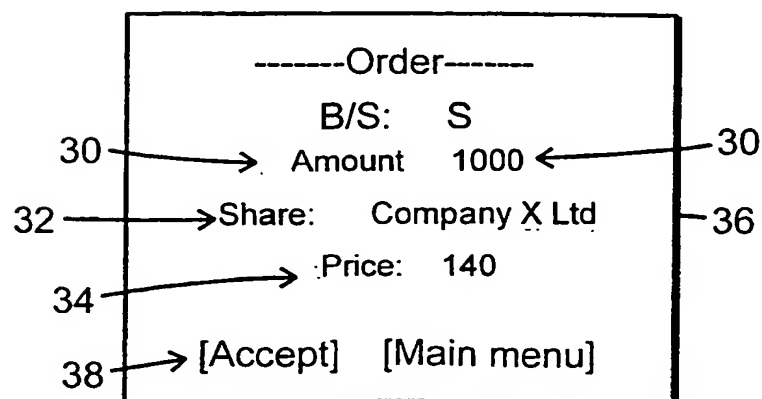 -------Order-------
B/S: S
30 Amount 1000 30
32 Share: Company X Ltd 36
34 Price: 140
38 [Accept] [Main menu]